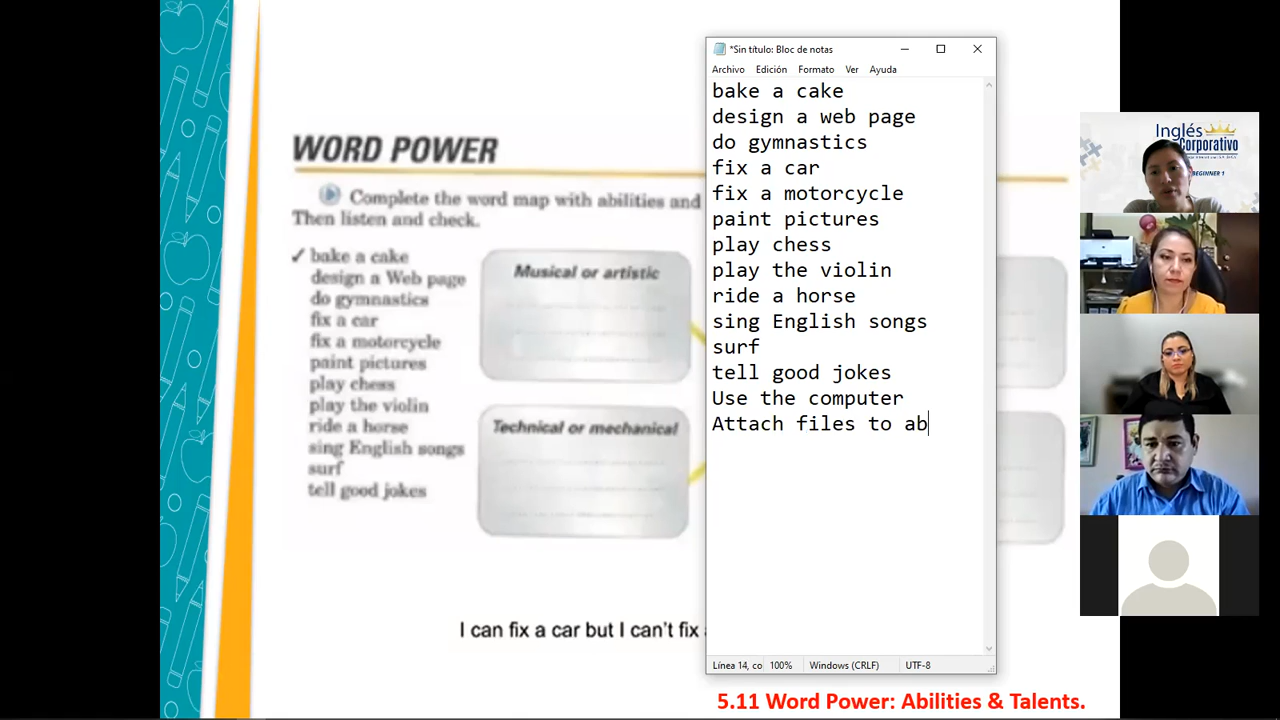 WORD POWER
Complete the word map with abilities and
Then listen and check.
✓ bake a cake
design a Web page
do gymnastics
fix a car
fix a motorcycle
paint pictures
play chess
play the violin
ride a horse
sing English songs
surf
tell good jokes
Musical or artistic
Technical or mechanical
I can fix a car but I can't fix
*Sin título: Bloc de notas
Archivo Edición Formato Ver Ayuda
bake a cake
design a web page
do gymnastics
fix a car
fix a motorcycle
paint pictures
play chess
play the violin
ride a horse
sing English songs
surf
tell good jokes
Use the computer
Attach files to ab
Línea 14, co 100% Windows (CRLF) UTF-8
5.11 Word Power: Abilities & Talents.
Inglés
Corporativo
BEGINNER 1